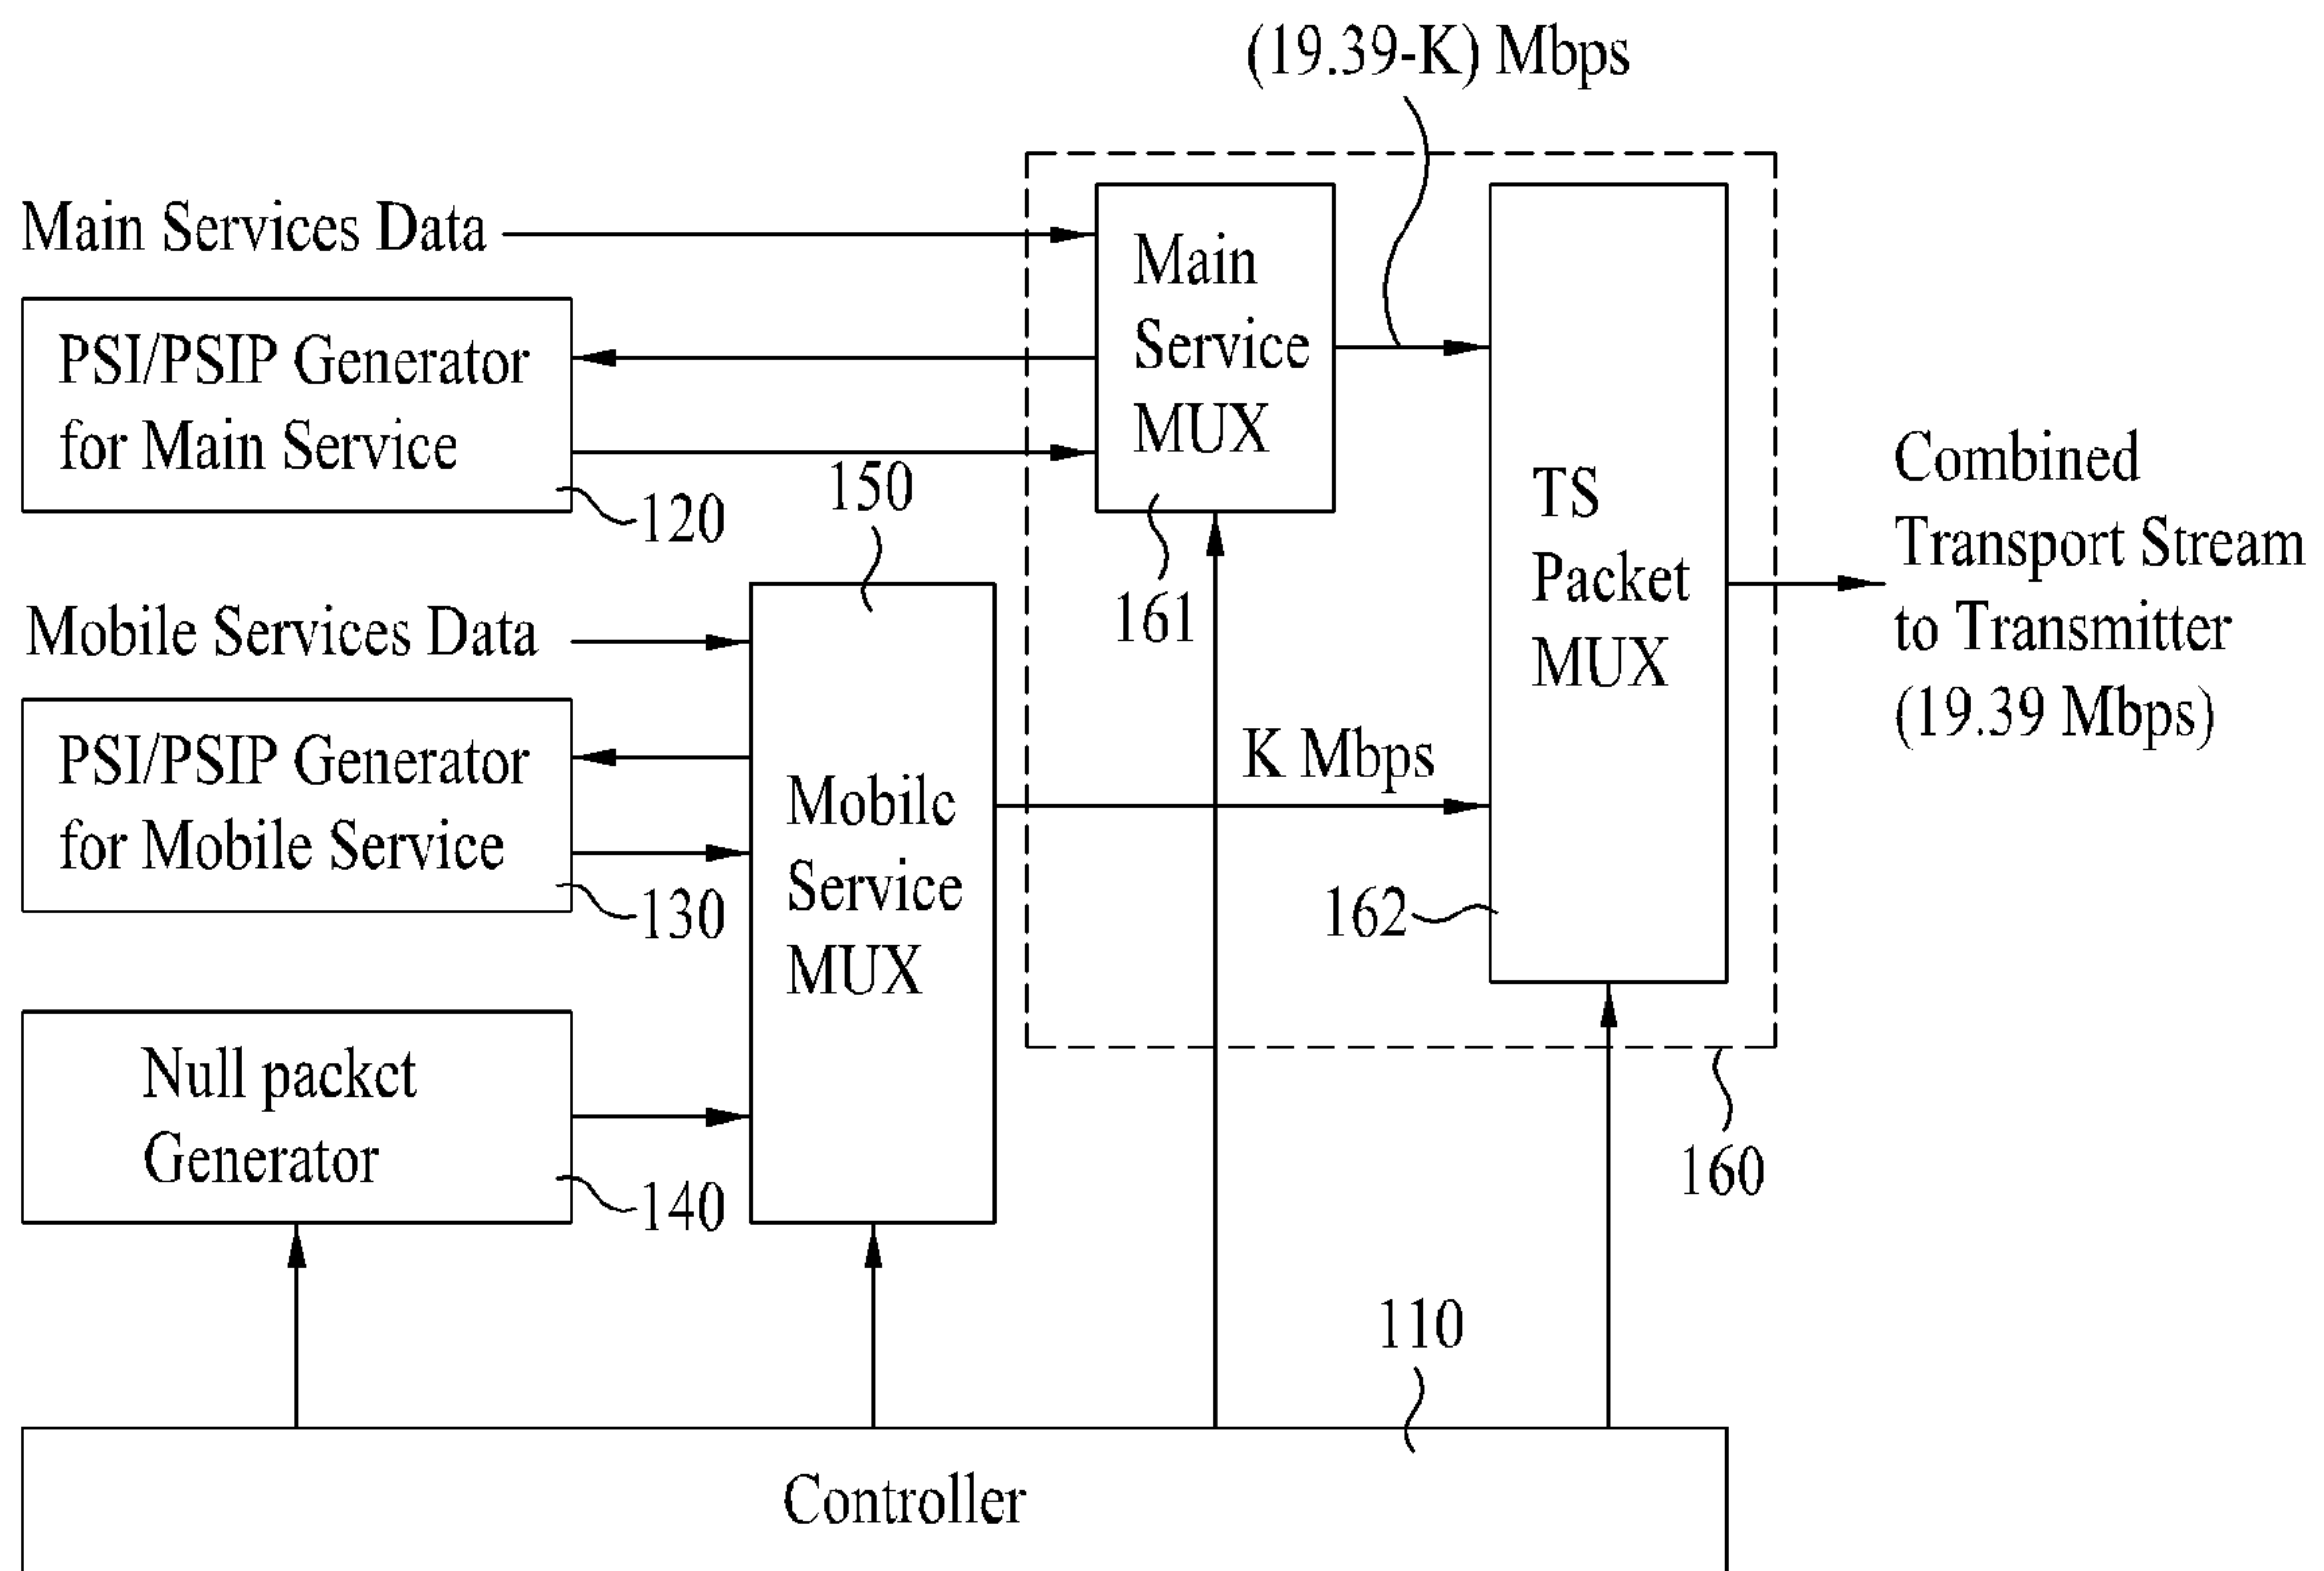 (19.39-K) Mbps
Main Services Data
PSI/PSIP Generator
for Main Service
120
Main
Service
MUX
161
TS
Packet
MUX
162
Combined
Transport Stream
to Transmitter
(19.39 Mbps)
150
Mobile Services Data
PSI/PSIP Generator
for Mobile Service
130
Mobile
Service
MUX
K Mbps
Null packet
Generator
140
160
110
Controller